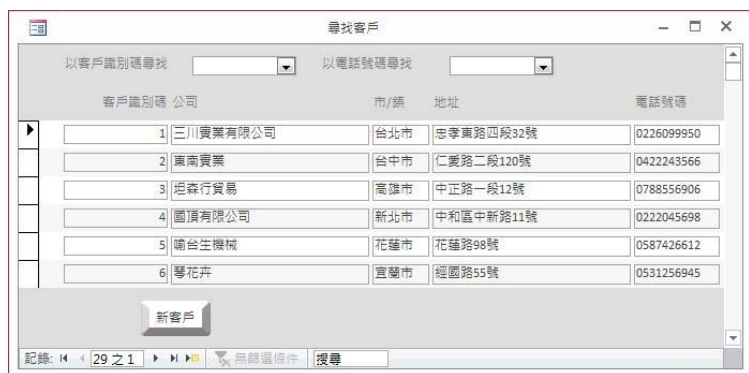 尋找客戶
以客戶識別碼尋找 以電話號碼尋找
客戶識別碼 公司 市/鎮 地址 電話號碼
1 三川實業有限公司 台北市 忠孝東路四段32號 0226099950
2 東南實業 台中市 仁愛路二段120號 0422243566
3 坦森行貿易 高雄市 中正路一段12號 0788556906
4 國頂有限公司 新北市 中和區中新路11號 0222045698
5 喻台生機械 花蓮市 花蓮路98號 0587426612
6 琴花卉 宜蘭市 經國路55號 0531256945
新客戶
記錄: 29 之 1 無篩選條件 搜尋